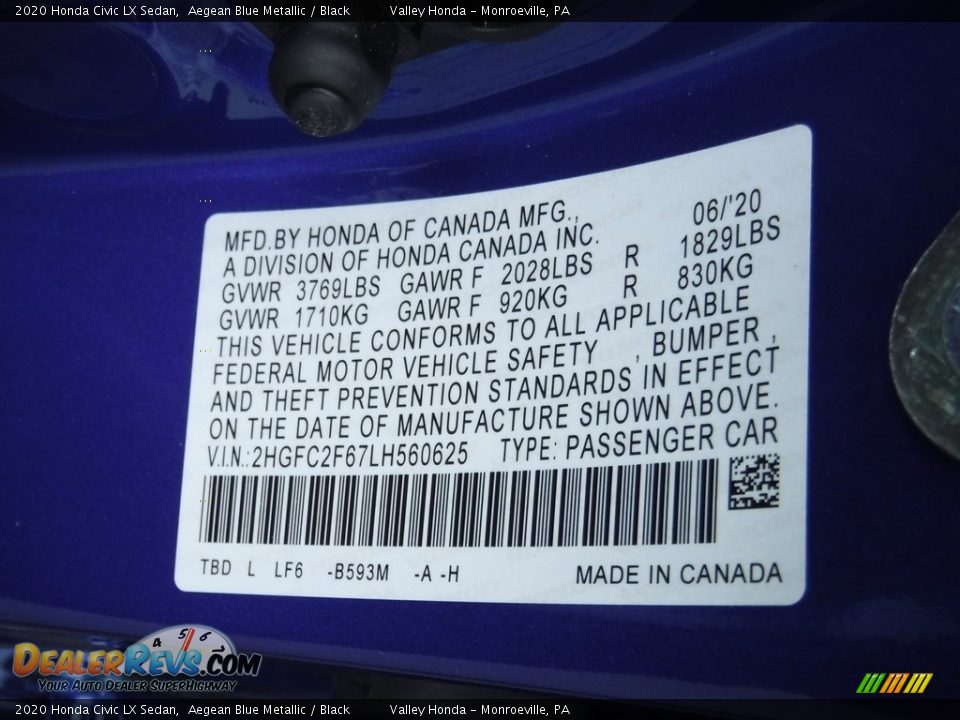 2020 Honda Civic LX Sedan, Aegean Blue Metallic / Black Valley Honda - Monroeville, PA
MFD.BY HONDA OF CANADA MFG., 06/'20
A DIVISION OF HONDA CANADA INC.
GVWR 3769LBS GAWR F 2028LBS R 1829LBS
GVWR 1710KG GAWR F 920KG R 830KG
THIS VEHICLE CONFORMS TO ALL APPLICABLE
FEDERAL MOTOR VEHICLE SAFETY , BUMPER ,
AND THEFT PREVENTION STANDARDS IN EFFECT
ON THE DATE OF MANUFACTURE SHOWN ABOVE.
V.I.N.:2HGFC2F67LH560625 TYPE: PASSENGER CAR
TBD L LF6 -B593M -A -H MADE IN CANADA
4 5 6 7
DEALERREVS.COM
YOUR AUTO DEALER SUPERHIGHWAY
2020 Honda Civic LX Sedan, Aegean Blue Metallic / Black Valley Honda - Monroeville, PA